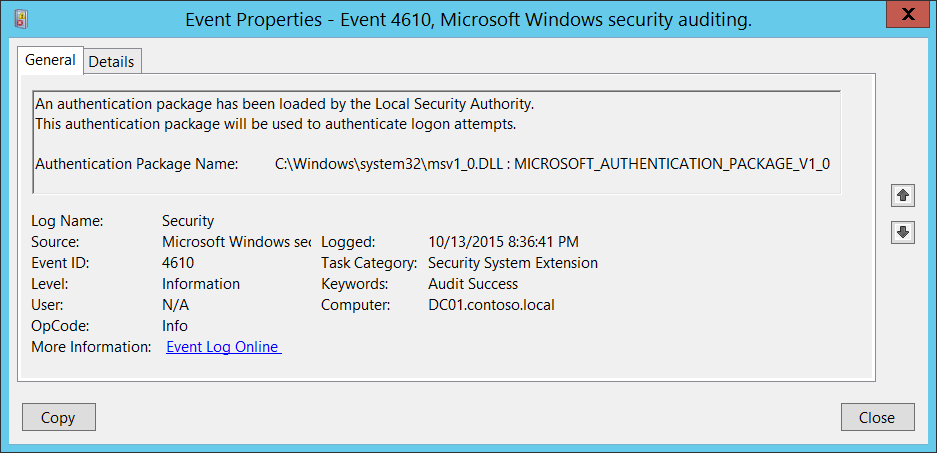 Event Properties - Event 4610, Microsoft Windows security auditing.
General Details
An authentication package has been loaded by the Local Security Authority.
This authentication package will be used to authenticate logon attempts.
Authentication Package Name: C:\Windows\system32\msv1_0.DLL : MICROSOFT_AUTHENTICATION_PACKAGE_V1_0
Log Name: Security
Source: Microsoft Windows sec Logged: 10/13/2015 8:36:41 PM
Event ID: 4610 Task Category: Security System Extension
Level: Information Keywords: Audit Success
User: N/A Computer: DC01.contoso.local
OpCode: Info
More Information: Event Log Online
Copy Close